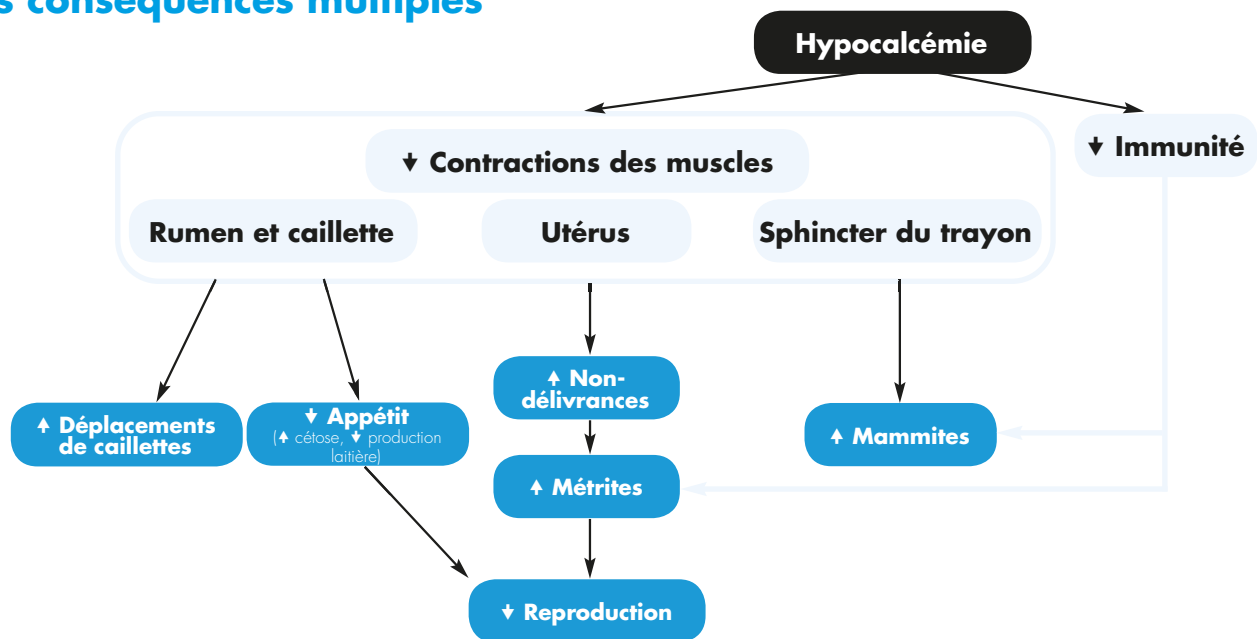 s conséquences multiples
Hypocalcémie
↓ Contractions des muscles
↓ Immunité
Rumen et caillette
Utérus
Sphincter du trayon
↑ Déplacements
de caillettes
↓ Appétit
(↑ cétose, ↓ production
laitière)
↑ Non-
délivrances
↑ Mammites
↑ Métrites
↓ Reproduction